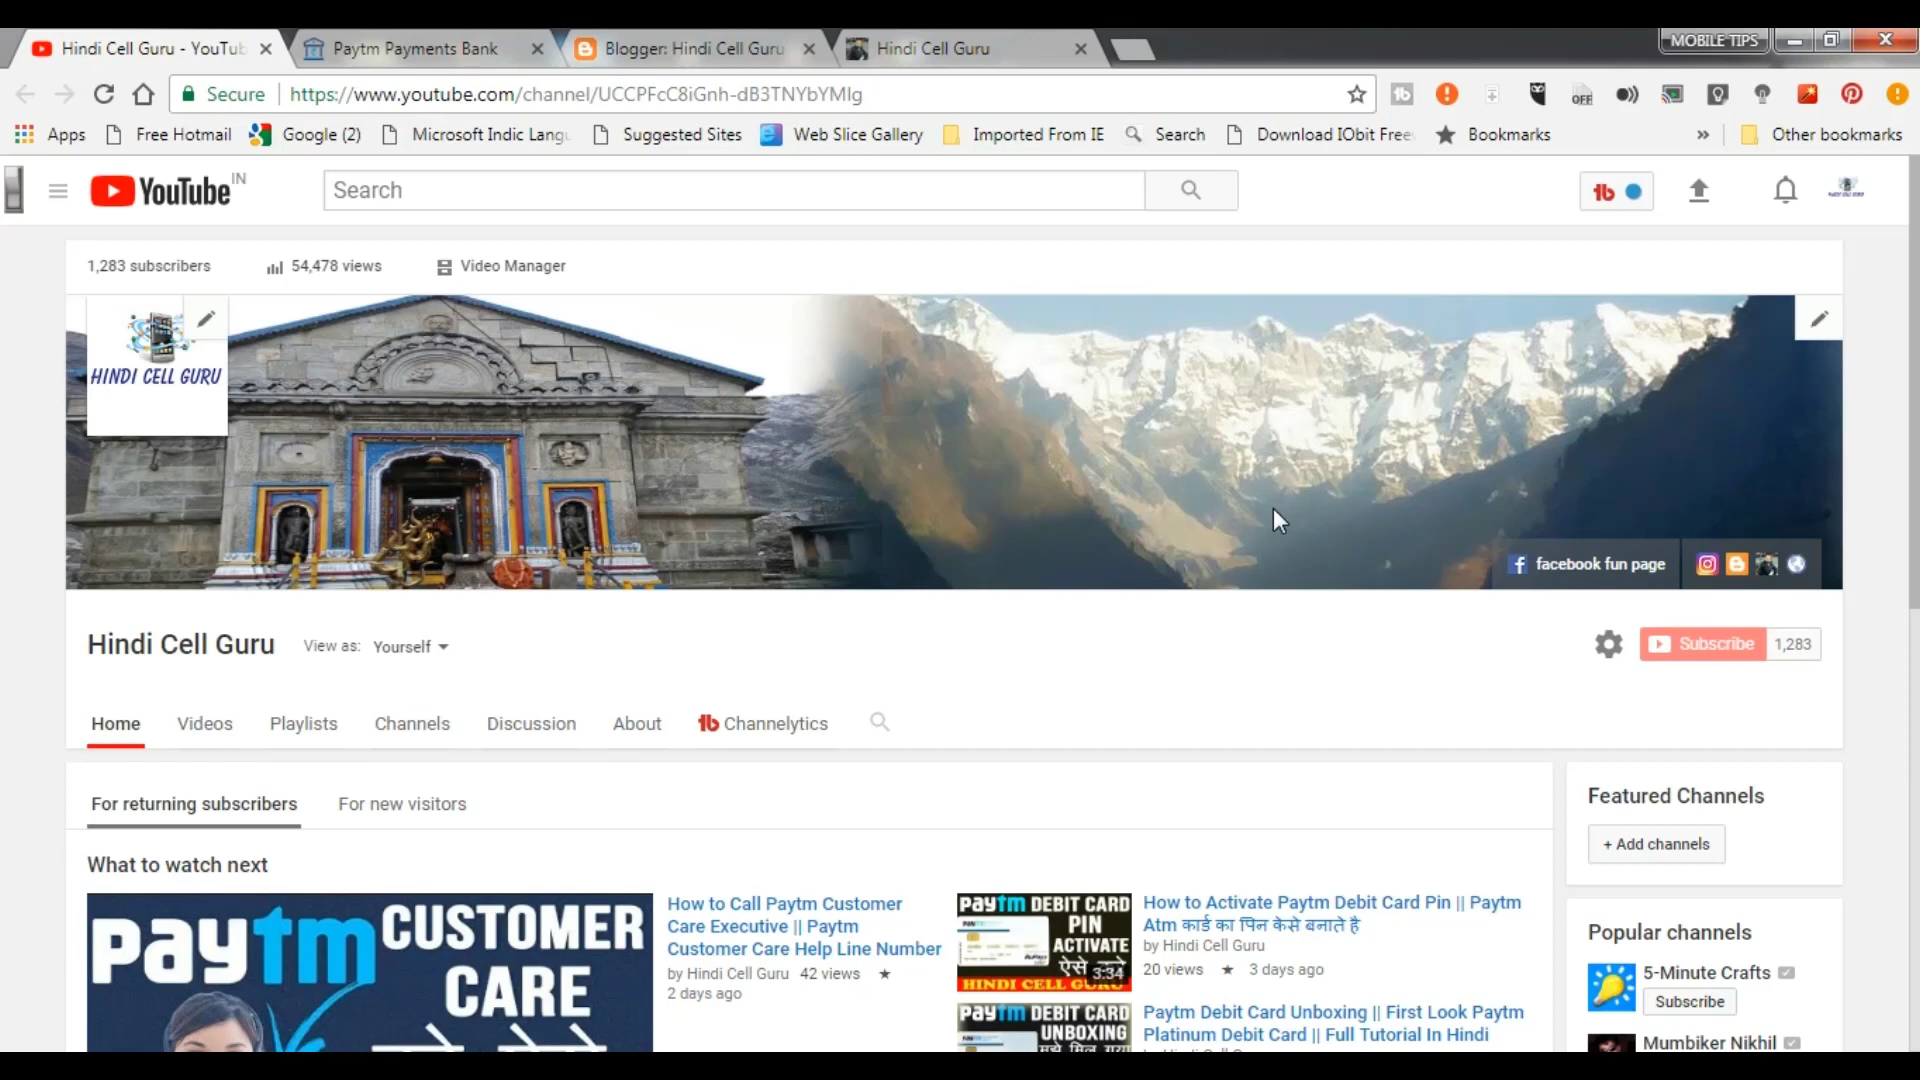 Hindi Cell Guru - YouTub
Paytm Payments Bank
Blogger: Hindi Cell Guru
Hindi Cell Guru
MOBILE TIPS
Secure
https://www.youtube.com/channel/UCCPFcC8iGnh-dB3TNYbYMIg
OFF
Apps
Free Hotmail
Google (2)
Microsoft Indic Langu
Suggested Sites
Web Slice Gallery
Imported From IE
Search
Download IObit Free
Bookmarks
»
Other bookmarks
YouTube IN
Search
1,283 subscribers
54,478 views
Video Manager
HINDI CELL GURU
facebook fun page
Hindi Cell Guru
View as: Yourself
Subscribe 1,283
Home
Videos
Playlists
Channels
Discussion
About
Channelytics
For returning subscribers
For new visitors
Featured Channels
+ Add channels
What to watch next
paytm CUSTOMER
CARE
How to Call Paytm Customer
Care Executive || Paytm
Customer Care Help Line Number
by Hindi Cell Guru 42 views ★
2 days ago
paytm DEBIT CARD
PIN
ACTIVATE
ऐसे करे
3:34
HINDI CELL GURU
How to Activate Paytm Debit Card Pin || Paytm
Atm कार्ड का पिन केसे बनाते है
by Hindi Cell Guru
20 views ★ 3 days ago
paytm DEBIT CARD
UNBOXING
मुझे मिल गया
Paytm Debit Card Unboxing || First Look Paytm
Platinum Debit Card || Full Tutorial In Hindi
Popular channels
5-Minute Crafts
Subscribe
Mumbiker Nikhil